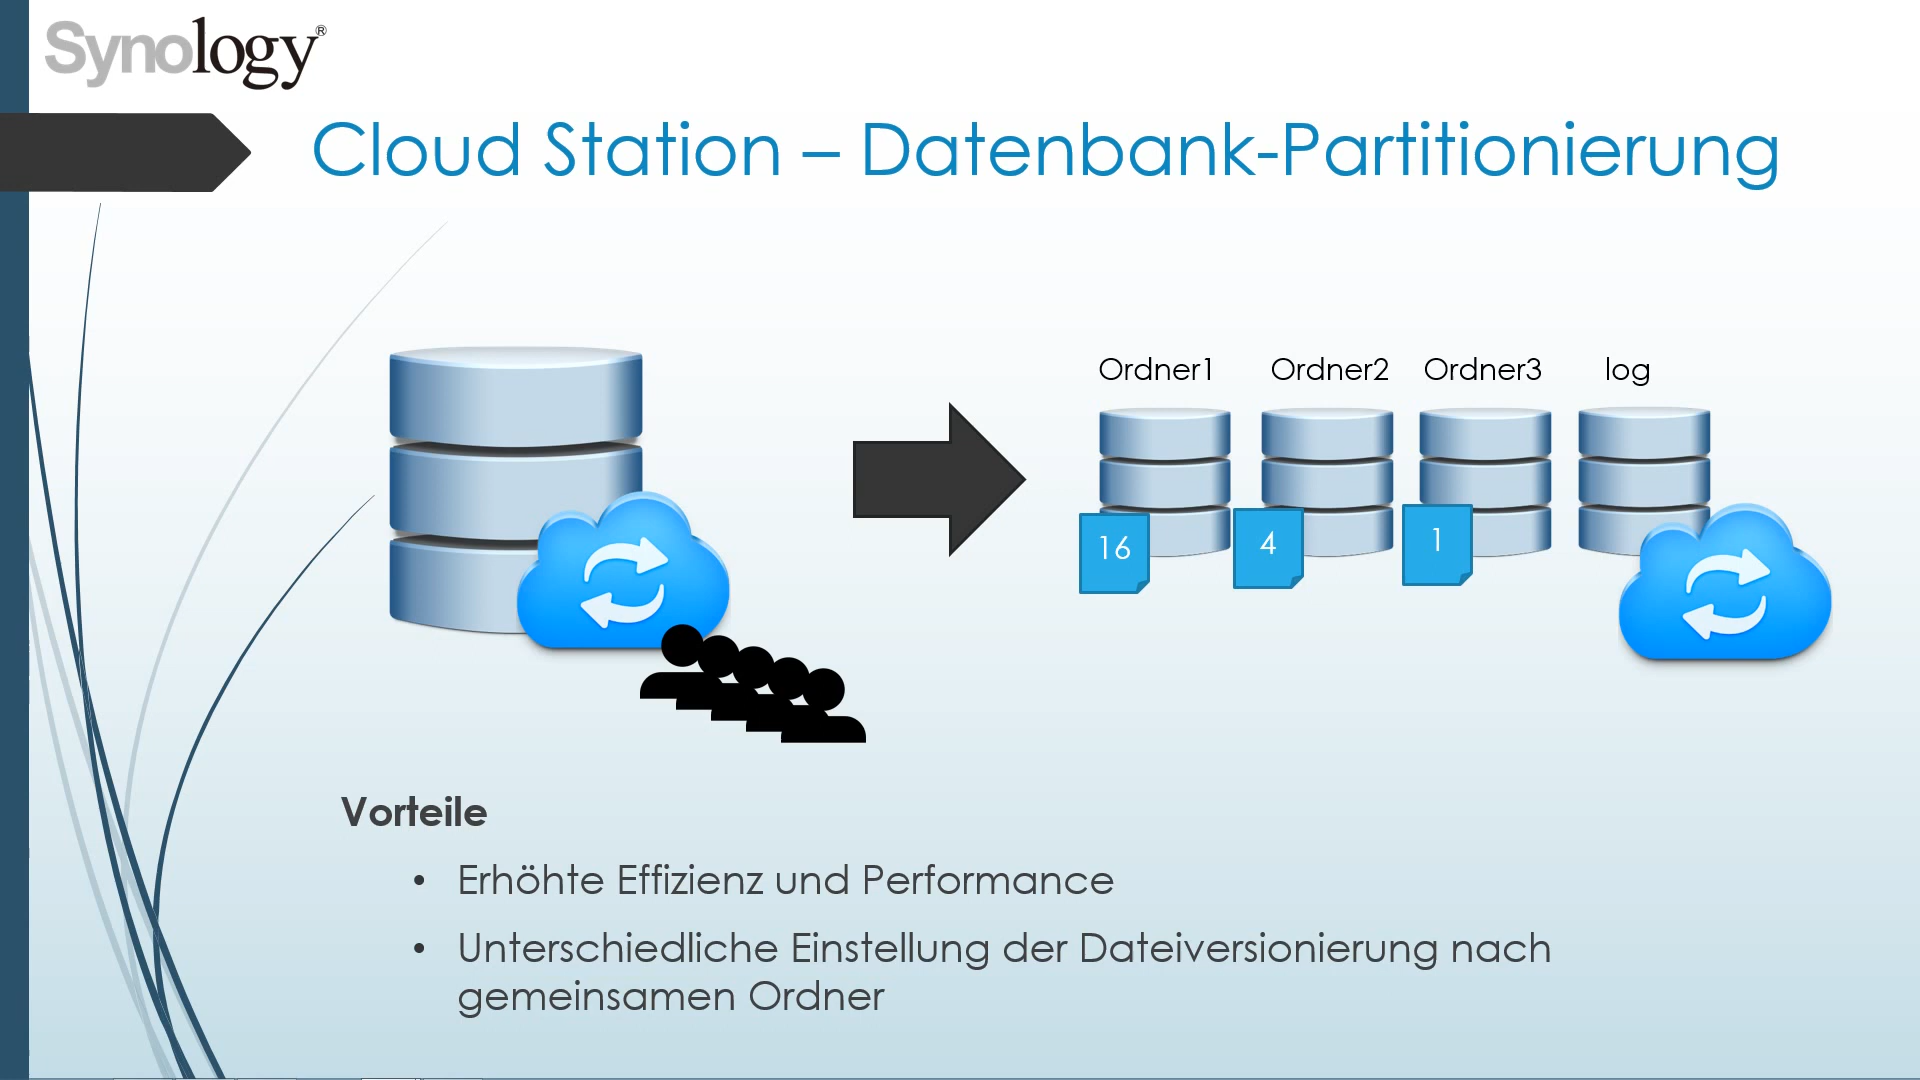 Synology®
Cloud Station – Datenbank-Partitionierung
Ordner1 Ordner2 Ordner3 log
16 4 1
Vorteile
• Erhöhte Effizienz und Performance
• Unterschiedliche Einstellung der Dateiversionierung nach
gemeinsamen Ordner